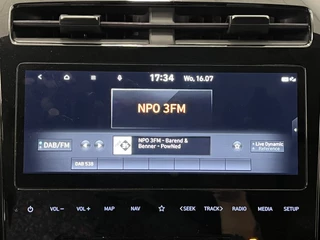 17:34 Wo. 16.07
NPO 3FM
DAB/FM
NPO 3FM - Barend &
Benner - PowNed
Live Dynamic
Reference
DAB 538
VOL − VOL + MAP NAV < SEEK TRACK > RADIO MEDIA SETUP